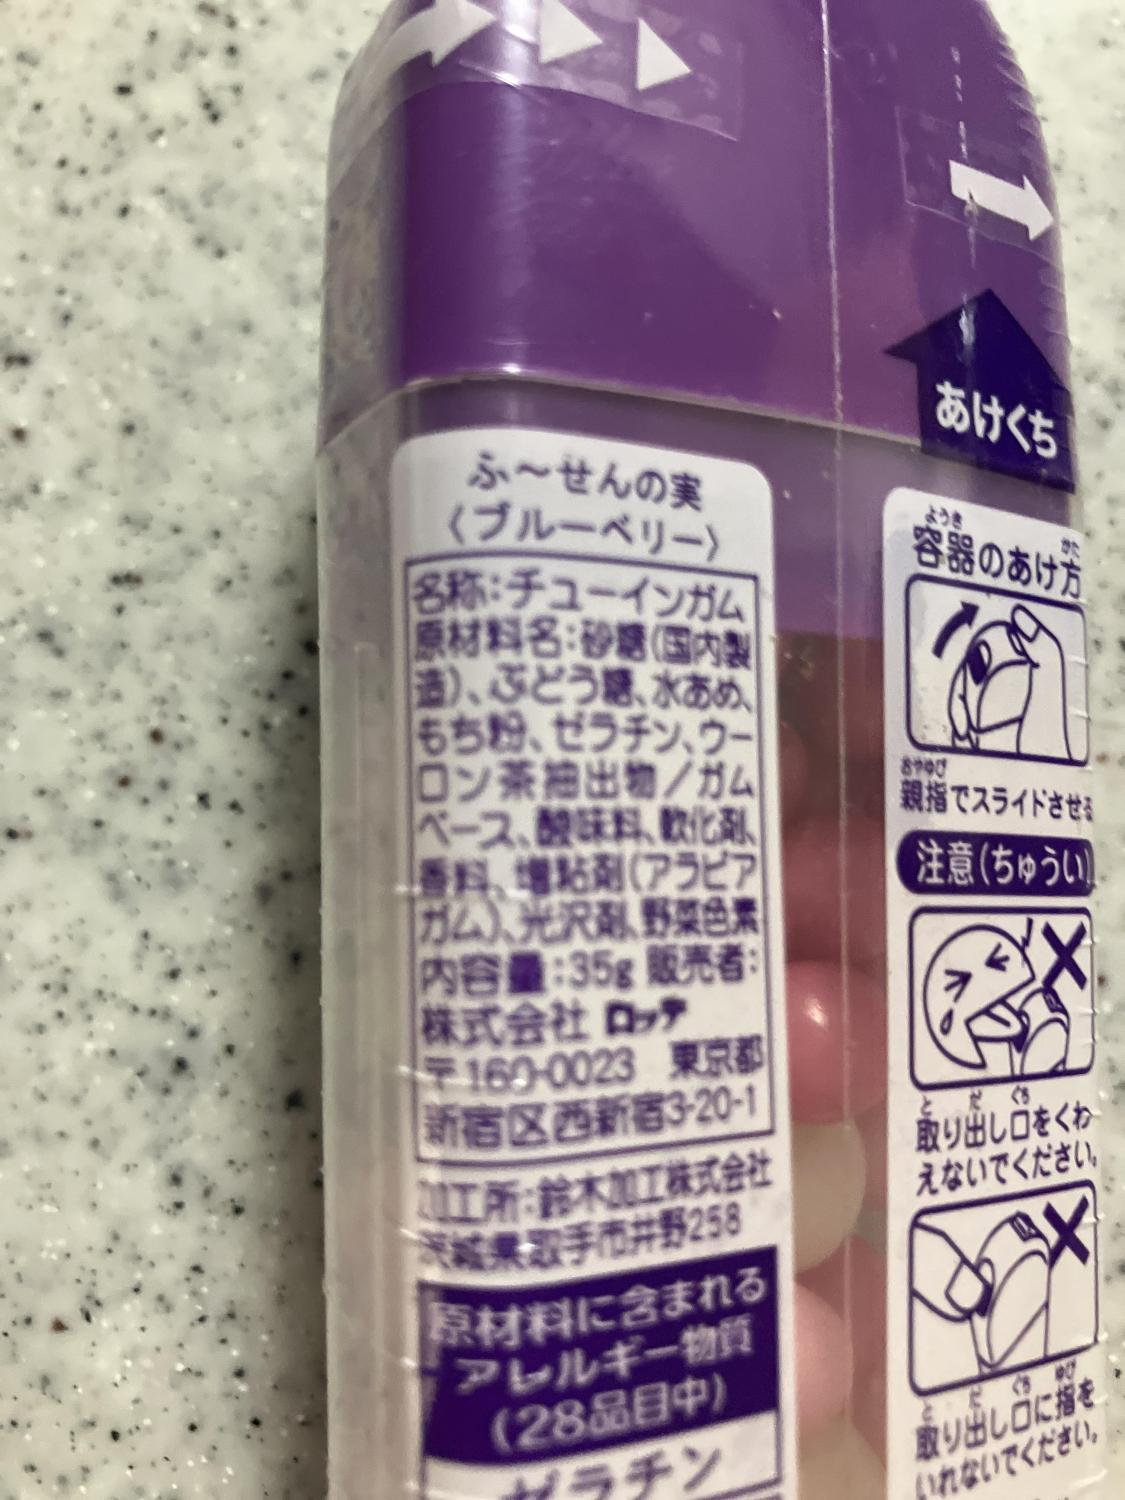 ふ～せんの実
〈ブルーベリー〉
名称：チューインガム
原材料名：砂糖（国内製
造）、ぶどう糖、水あめ、
もち粉、ゼラチン、ウー
ロン茶抽出物／ガム
ベース、酸味料、軟化剤、
香料、増粘剤（アラビア
ガム）、光沢剤、野菜色素
内容量：35g 販売者：
株式会社 ロッテ
〒160-0023 東京都
新宿区西新宿3-20-1
加工所：鈴木加工株式会社
茨城県取手市井野258
原材料に含まれる
アレルギー物質
（28品目中）
ゼラチン
あけくち
ようき かた
容器のあけ方
おやゆび
親指でスライドさせる
注意（ちゅうい）
と だ くち
取り出し口をくわ
えないでください。
と だ くち ゆび
取り出し口に指を
いれないでください。